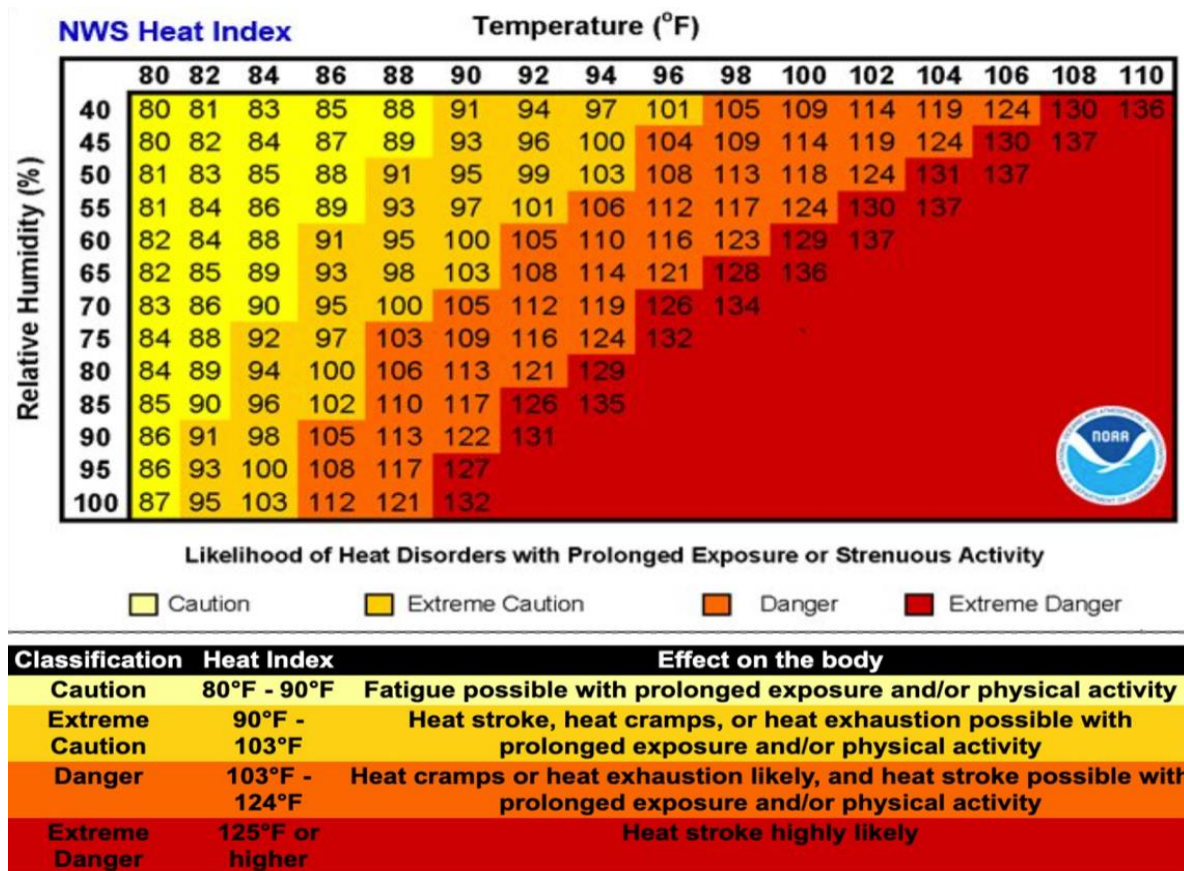 NWS Heat Index
Temperature (°F)
80 82 84 86 88 90 92 94 96 98 100 102 104 106 108 110
Relative Humidity (%)
40 80 81 83 85 88 91 94 97 101 105 109 114 119 124 130 136
45 80 82 84 87 89 93 96 100 104 109 114 119 124 130 137
50 81 83 85 88 91 95 99 103 108 113 118 124 131 137
55 81 84 86 89 93 97 101 106 112 117 124 130 137
60 82 84 88 91 95 100 105 110 116 123 129 137
65 82 85 89 93 98 103 108 114 121 128 136
70 83 86 90 95 100 105 112 119 126 134
75 84 88 92 97 103 109 116 124 132
80 84 89 94 100 106 113 121 129
85 85 90 96 102 110 117 126 135
90 86 91 98 105 113 122 131
95 86 93 100 108 117 127
100 87 95 103 112 121 132
NOAA
Likelihood of Heat Disorders with Prolonged Exposure or Strenuous Activity
Caution Extreme Caution Danger Extreme Danger
Classification Heat Index Effect on the body
Caution 80°F - 90°F Fatigue possible with prolonged exposure and/or physical activity
Extreme 90°F - Heat stroke, heat cramps, or heat exhaustion possible with
Caution 103°F prolonged exposure and/or physical activity
Danger 103°F - Heat cramps or heat exhaustion likely, and heat stroke possible with
124°F prolonged exposure and/or physical activity
Extreme 125°F or Heat stroke highly likely
Danger higher